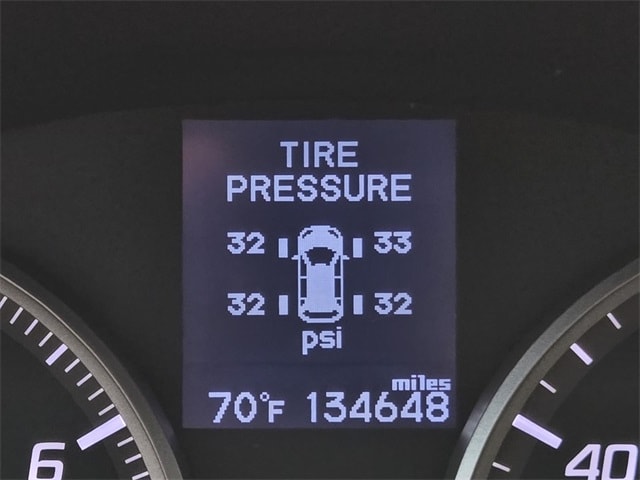 TIRE
PRESSURE
32 33
32 32
psi
miles
70°F 134648
6 40